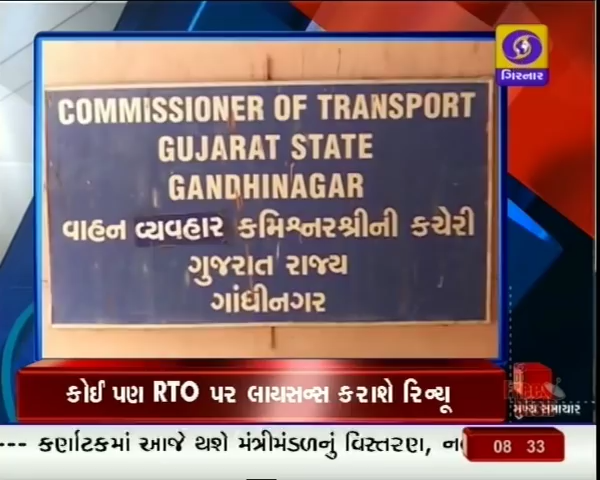 ગિરનાર
COMMISSIONER OF TRANSPORT
GUJARAT STATE
GANDHINAGAR
વાહન વ્યવહાર કમિશ્નરશ્રીની કચેરી
ગુજરાત રાજ્ય
ગાંધીનગર
કોઈ પણ RTO પર લાયસન્સ કરાશે રિન્યૂ
મુખ્ય સમાચાર
--- કર્ણાટકમાં આજે થશે મંત્રીમંડળનું વિસ્તરણ,
08 33